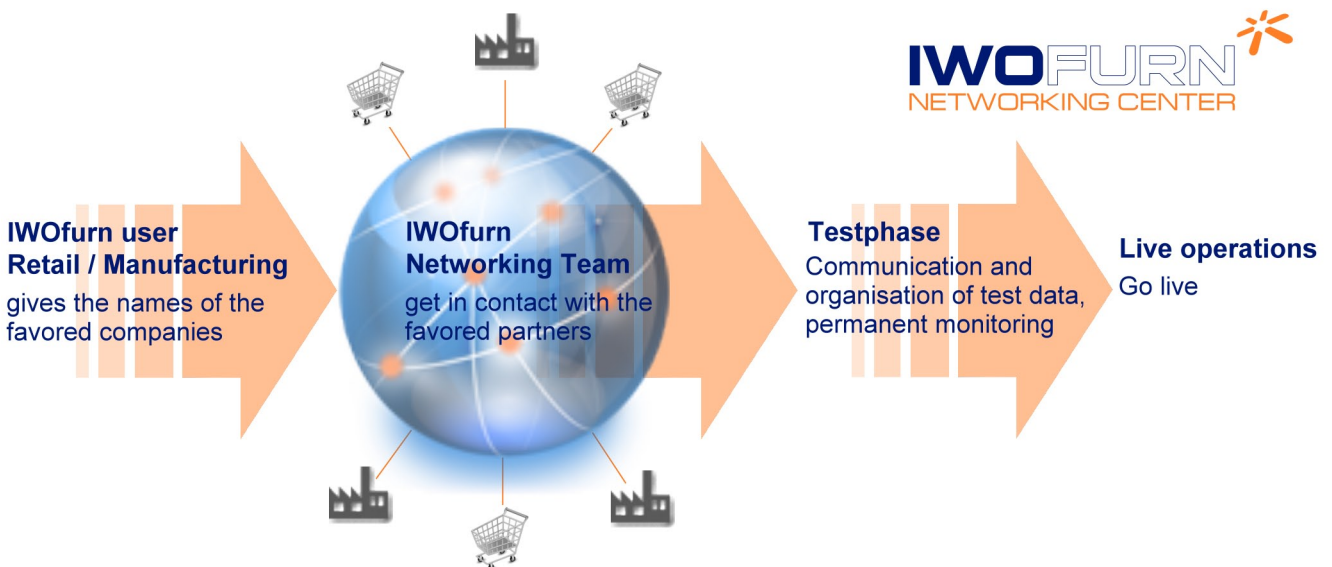 IWOFURN
NETWORKING CENTER
IWOfurn user
Retail / Manufacturing
gives the names of the
favored companies
IWOfurn
Networking Team
get in contact with the
favored partners
Testphase
Communication and
organisation of test data,
permanent monitoring
Live operations
Go live